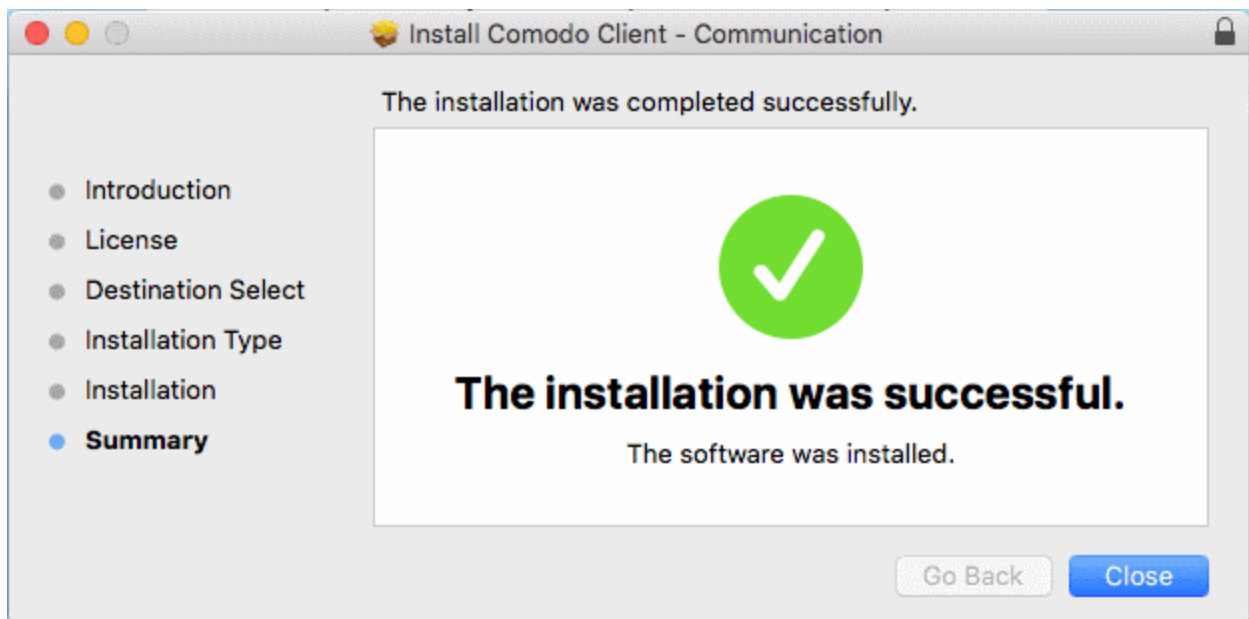 Install Comodo Client - Communication
The installation was completed successfully.
Introduction
License
Destination Select
Installation Type
Installation
Summary
The installation was successful.
The software was installed.
Go Back
Close